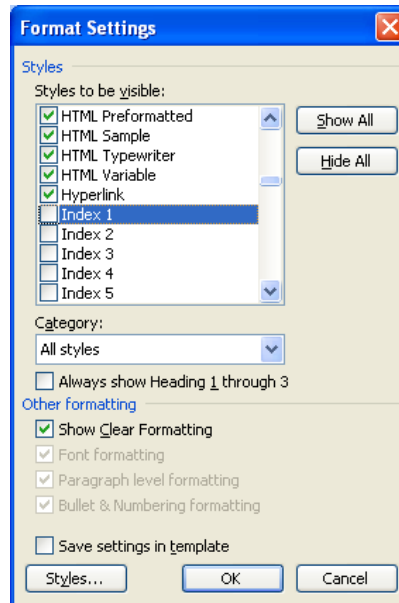 Format Settings
Styles
Styles to be visible:
HTML Preformatted
HTML Sample
HTML Typewriter
HTML Variable
Hyperlink
Index 1
Index 2
Index 3
Index 4
Index 5
Show All
Hide All
Category:
All styles
Always show Heading 1 through 3
Other formatting
Show Clear Formatting
Font formatting
Paragraph level formatting
Bullet & Numbering formatting
Save settings in template
Styles... OK Cancel